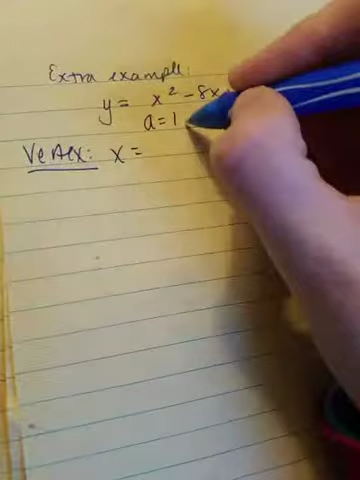 Extra example:
y = x² - 8x
a = 1
Vertex: x =